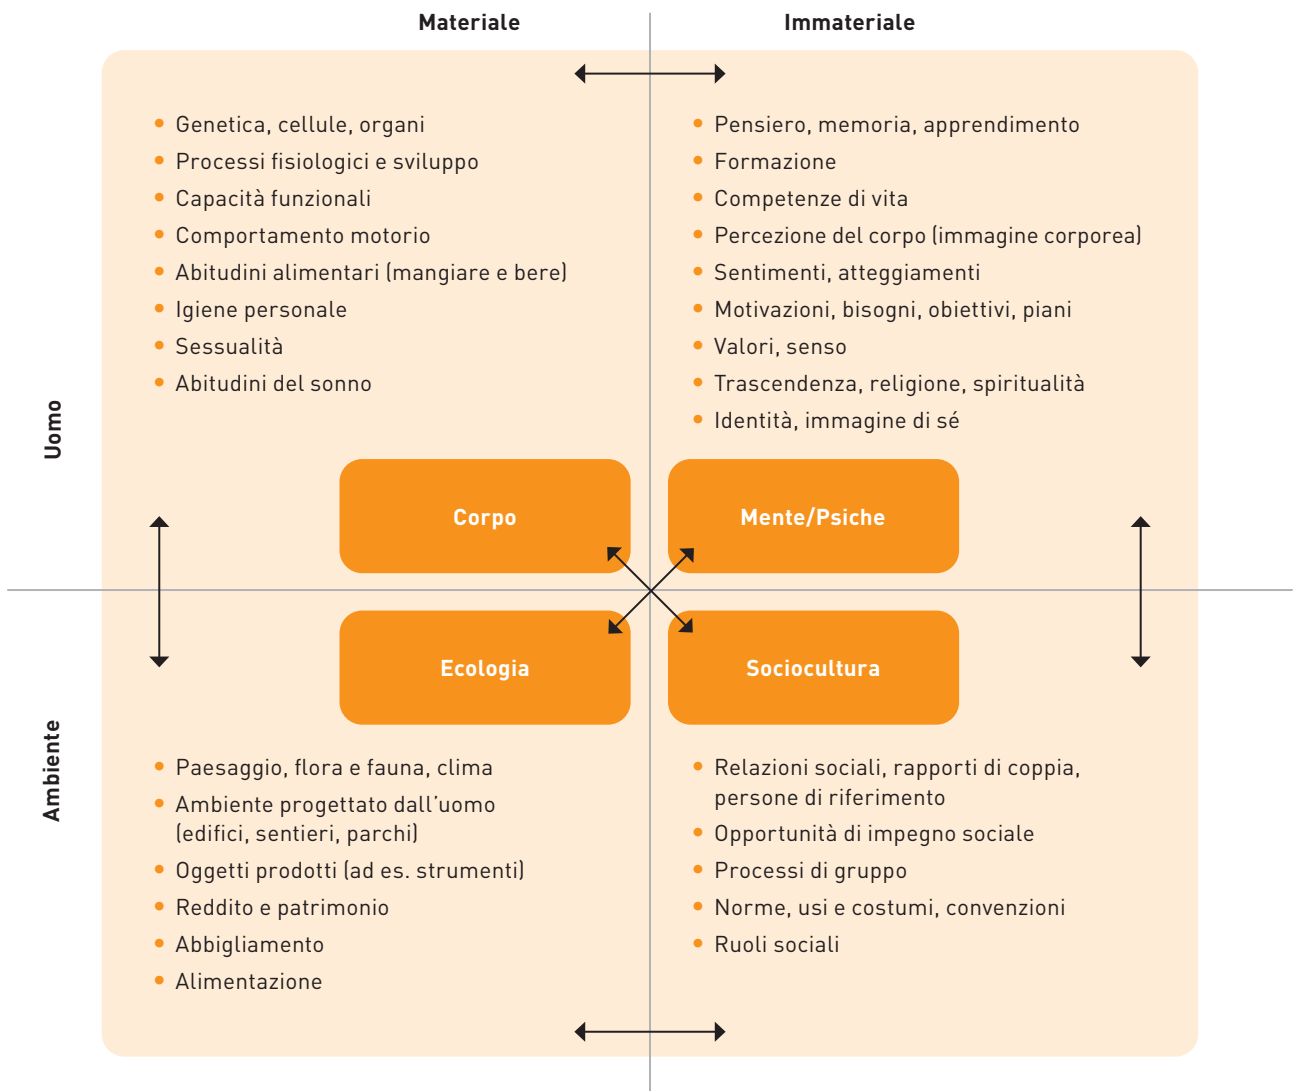 Materiale
Immateriale
Uomo
Genetica, cellule, organi
Processi fisiologici e sviluppo
Capacità funzionali
Comportamento motorio
Abitudini alimentari (mangiare e bere)
Igiene personale
Sessualità
Abitudini del sonno
Pensiero, memoria, apprendimento
Formazione
Competenze di vita
Percezione del corpo (immagine corporea)
Sentimenti, atteggiamenti
Motivazioni, bisogni, obiettivi, piani
Valori, senso
Trascendenza, religione, spiritualità
Identità, immagine di sé
Corpo
Mente/Psiche
Ecologia
Sociocultura
Ambiente
Paesaggio, flora e fauna, clima
Ambiente progettato dall'uomo
(edifici, sentieri, parchi)
Oggetti prodotti (ad es. strumenti)
Reddito e patrimonio
Abbigliamento
Alimentazione
Relazioni sociali, rapporti di coppia,
persone di riferimento
Opportunità di impegno sociale
Processi di gruppo
Norme, usi e costumi, convenzioni
Ruoli sociali